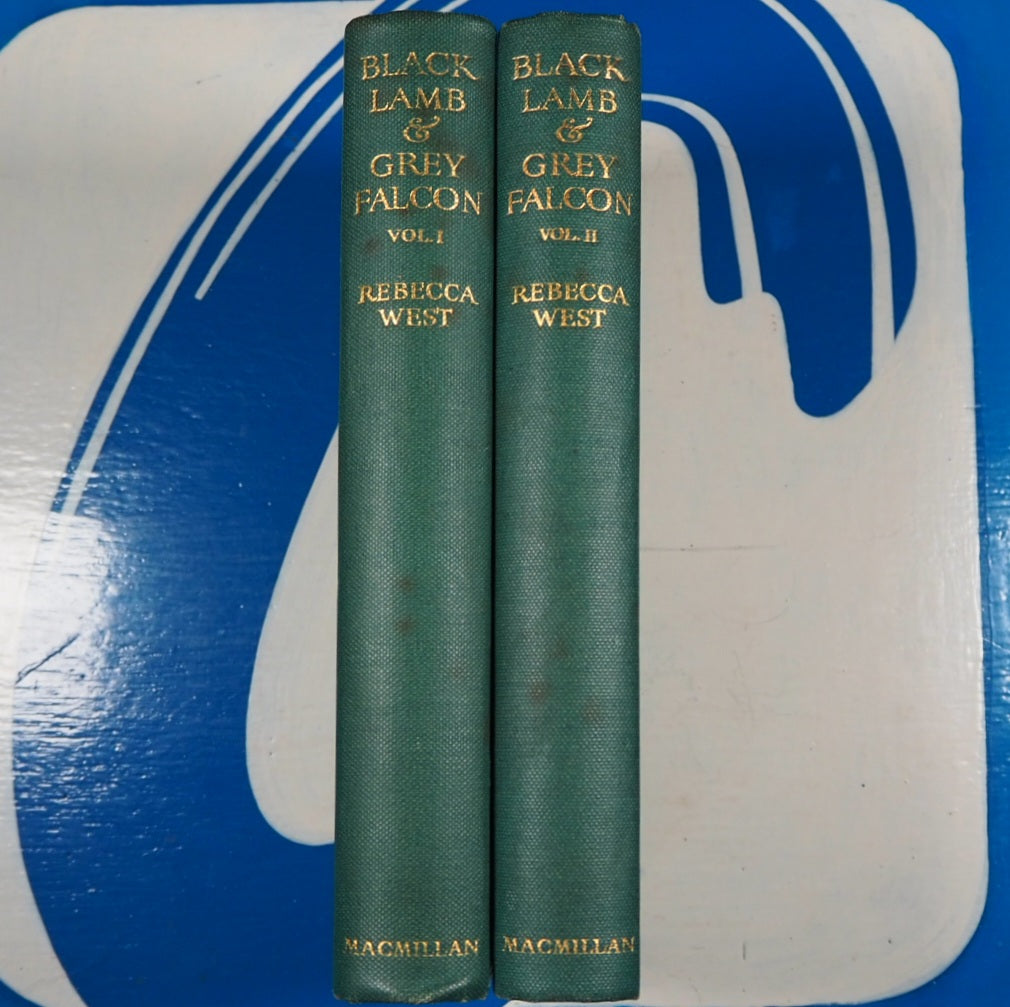 BLACK
LAMB
&
GREY
FALCON
VOL. I
REBECCA
WEST
MACMILLAN
BLACK
LAMB
&
GREY
FALCON
VOL. II
REBECCA
WEST
MACMILLAN